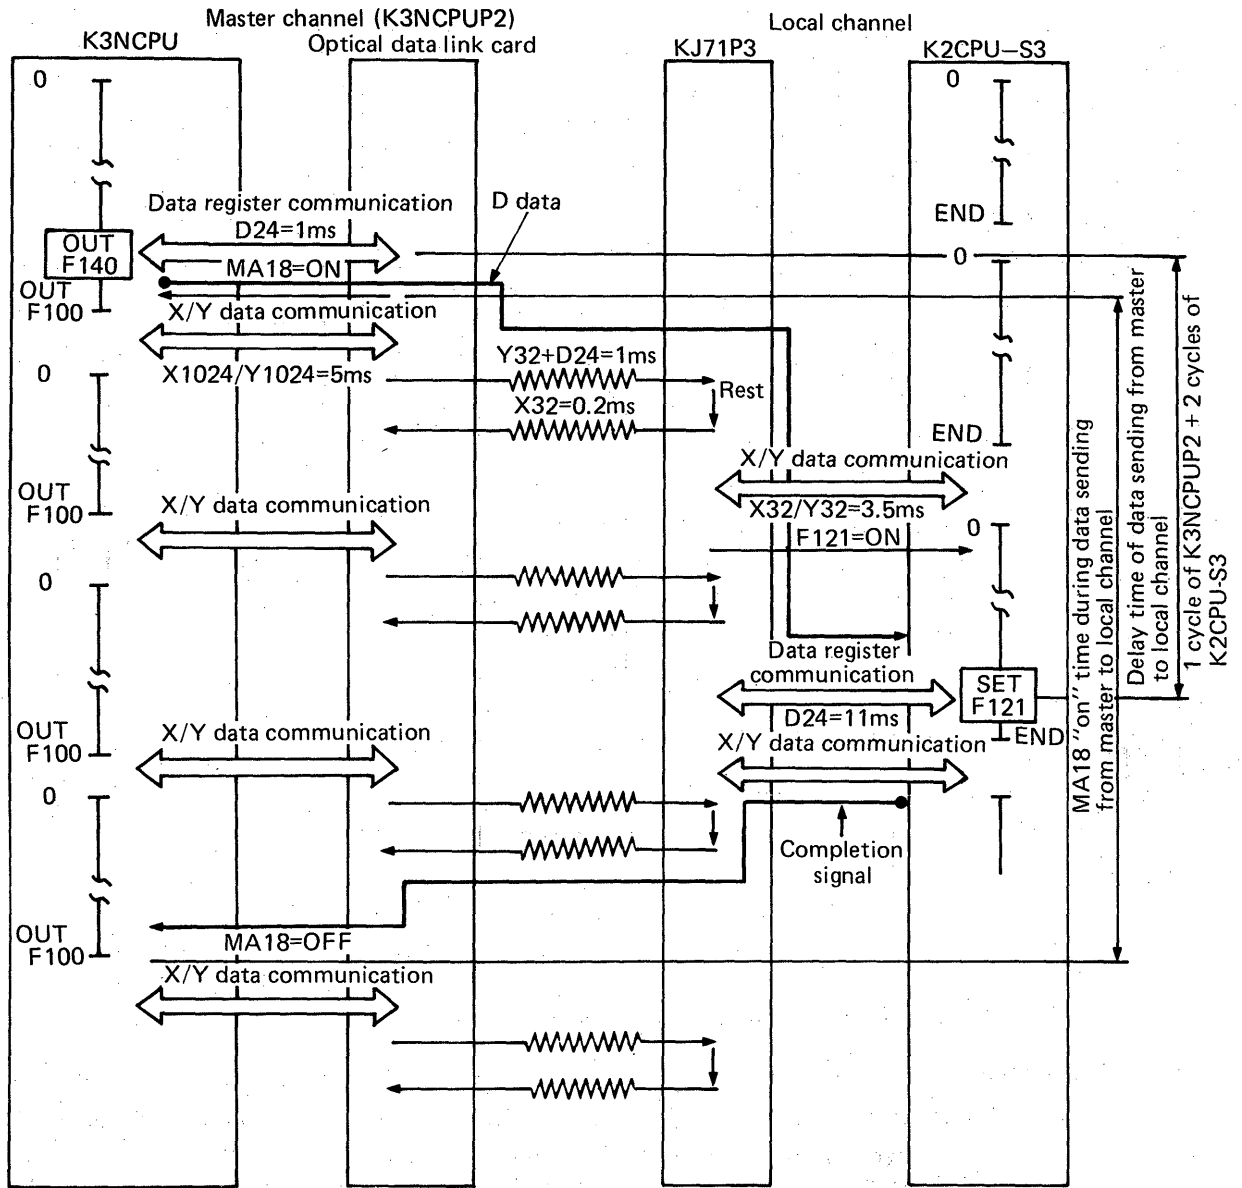 Master channel (K3NCPUP2)
Local channel
K3NCPU
Optical data link card
KJ71P3
K2CPU-S3
0
0
Data register communication
D24=1ms
D data
END
OUT
F140
MA18=ON
0
OUT
F100
X/Y data communication
0
X1024/Y1024=5ms
Y32+D24=1ms
Rest
X32=0.2ms
END
X/Y data communication
OUT
F100
X/Y data communication
X32/Y32=3.5ms
0
F121=ON
0
Data register
communication
SET
F121
D24=11ms
OUT
F100
X/Y data communication
X/Y data communication
END
0
Completion
signal
OUT
F100
MA18=OFF
X/Y data communication
MA18 "on" time during data sending
from master to local channel
Delay time of data sending from master
to local channel
1 cycle of K3NCPUP2 + 2 cycles of
K2CPU-S3